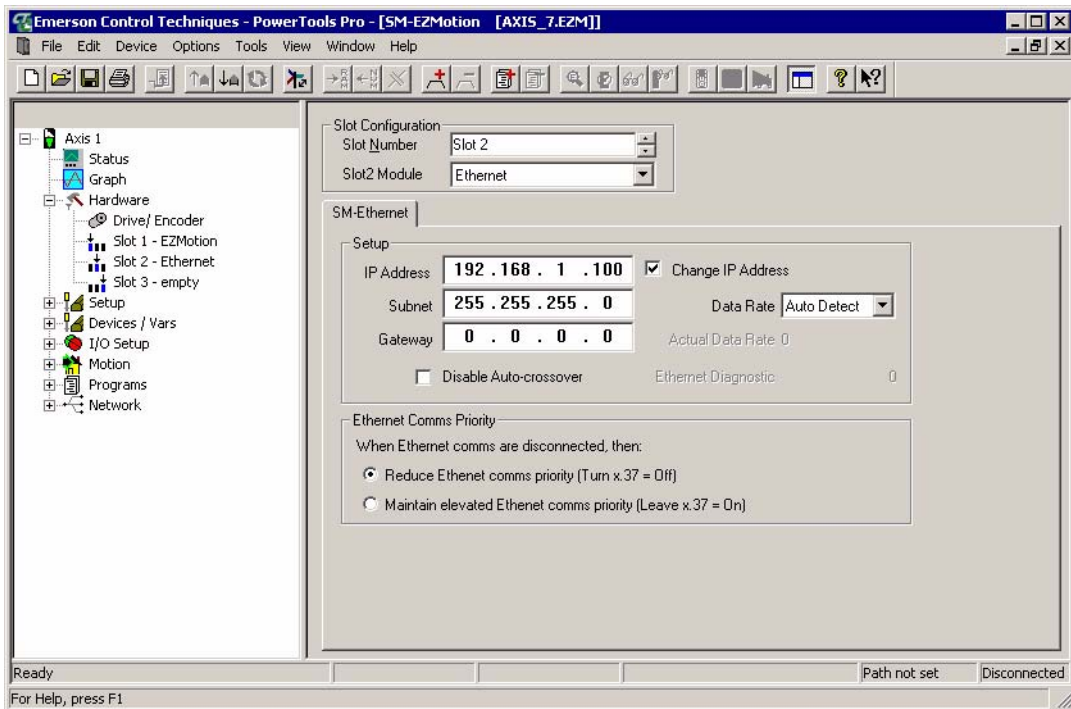 Emerson Control Techniques - PowerTools Pro - [SM-EZMotion [AXIS_7.EZM]]
File Edit Device Options Tools View Window Help
Axis 1
Status
Graph
Hardware
Drive/ Encoder
Slot 1 - EZMotion
Slot 2 - Ethernet
Slot 3 - empty
Setup
Devices / Vars
I/O Setup
Motion
Programs
Network
Slot Configuration
Slot Number Slot 2
Slot2 Module Ethernet
SM-Ethernet
Setup
IP Address 192 .168 . 1 .100 Change IP Address
Subnet 255 .255 .255 . 0 Data Rate Auto Detect
Gateway 0 . 0 . 0 . 0 Actual Data Rate 0
Disable Auto-crossover Ethernet Diagnostic 0
Ethernet Comms Priority
When Ethernet comms are disconnected, then:
Reduce Ethenet comms priority (Turn x.37 = Off)
Maintain elevated Ethenet comms priority (Leave x.37 = On)
Ready Path not set Disconnected
For Help, press F1